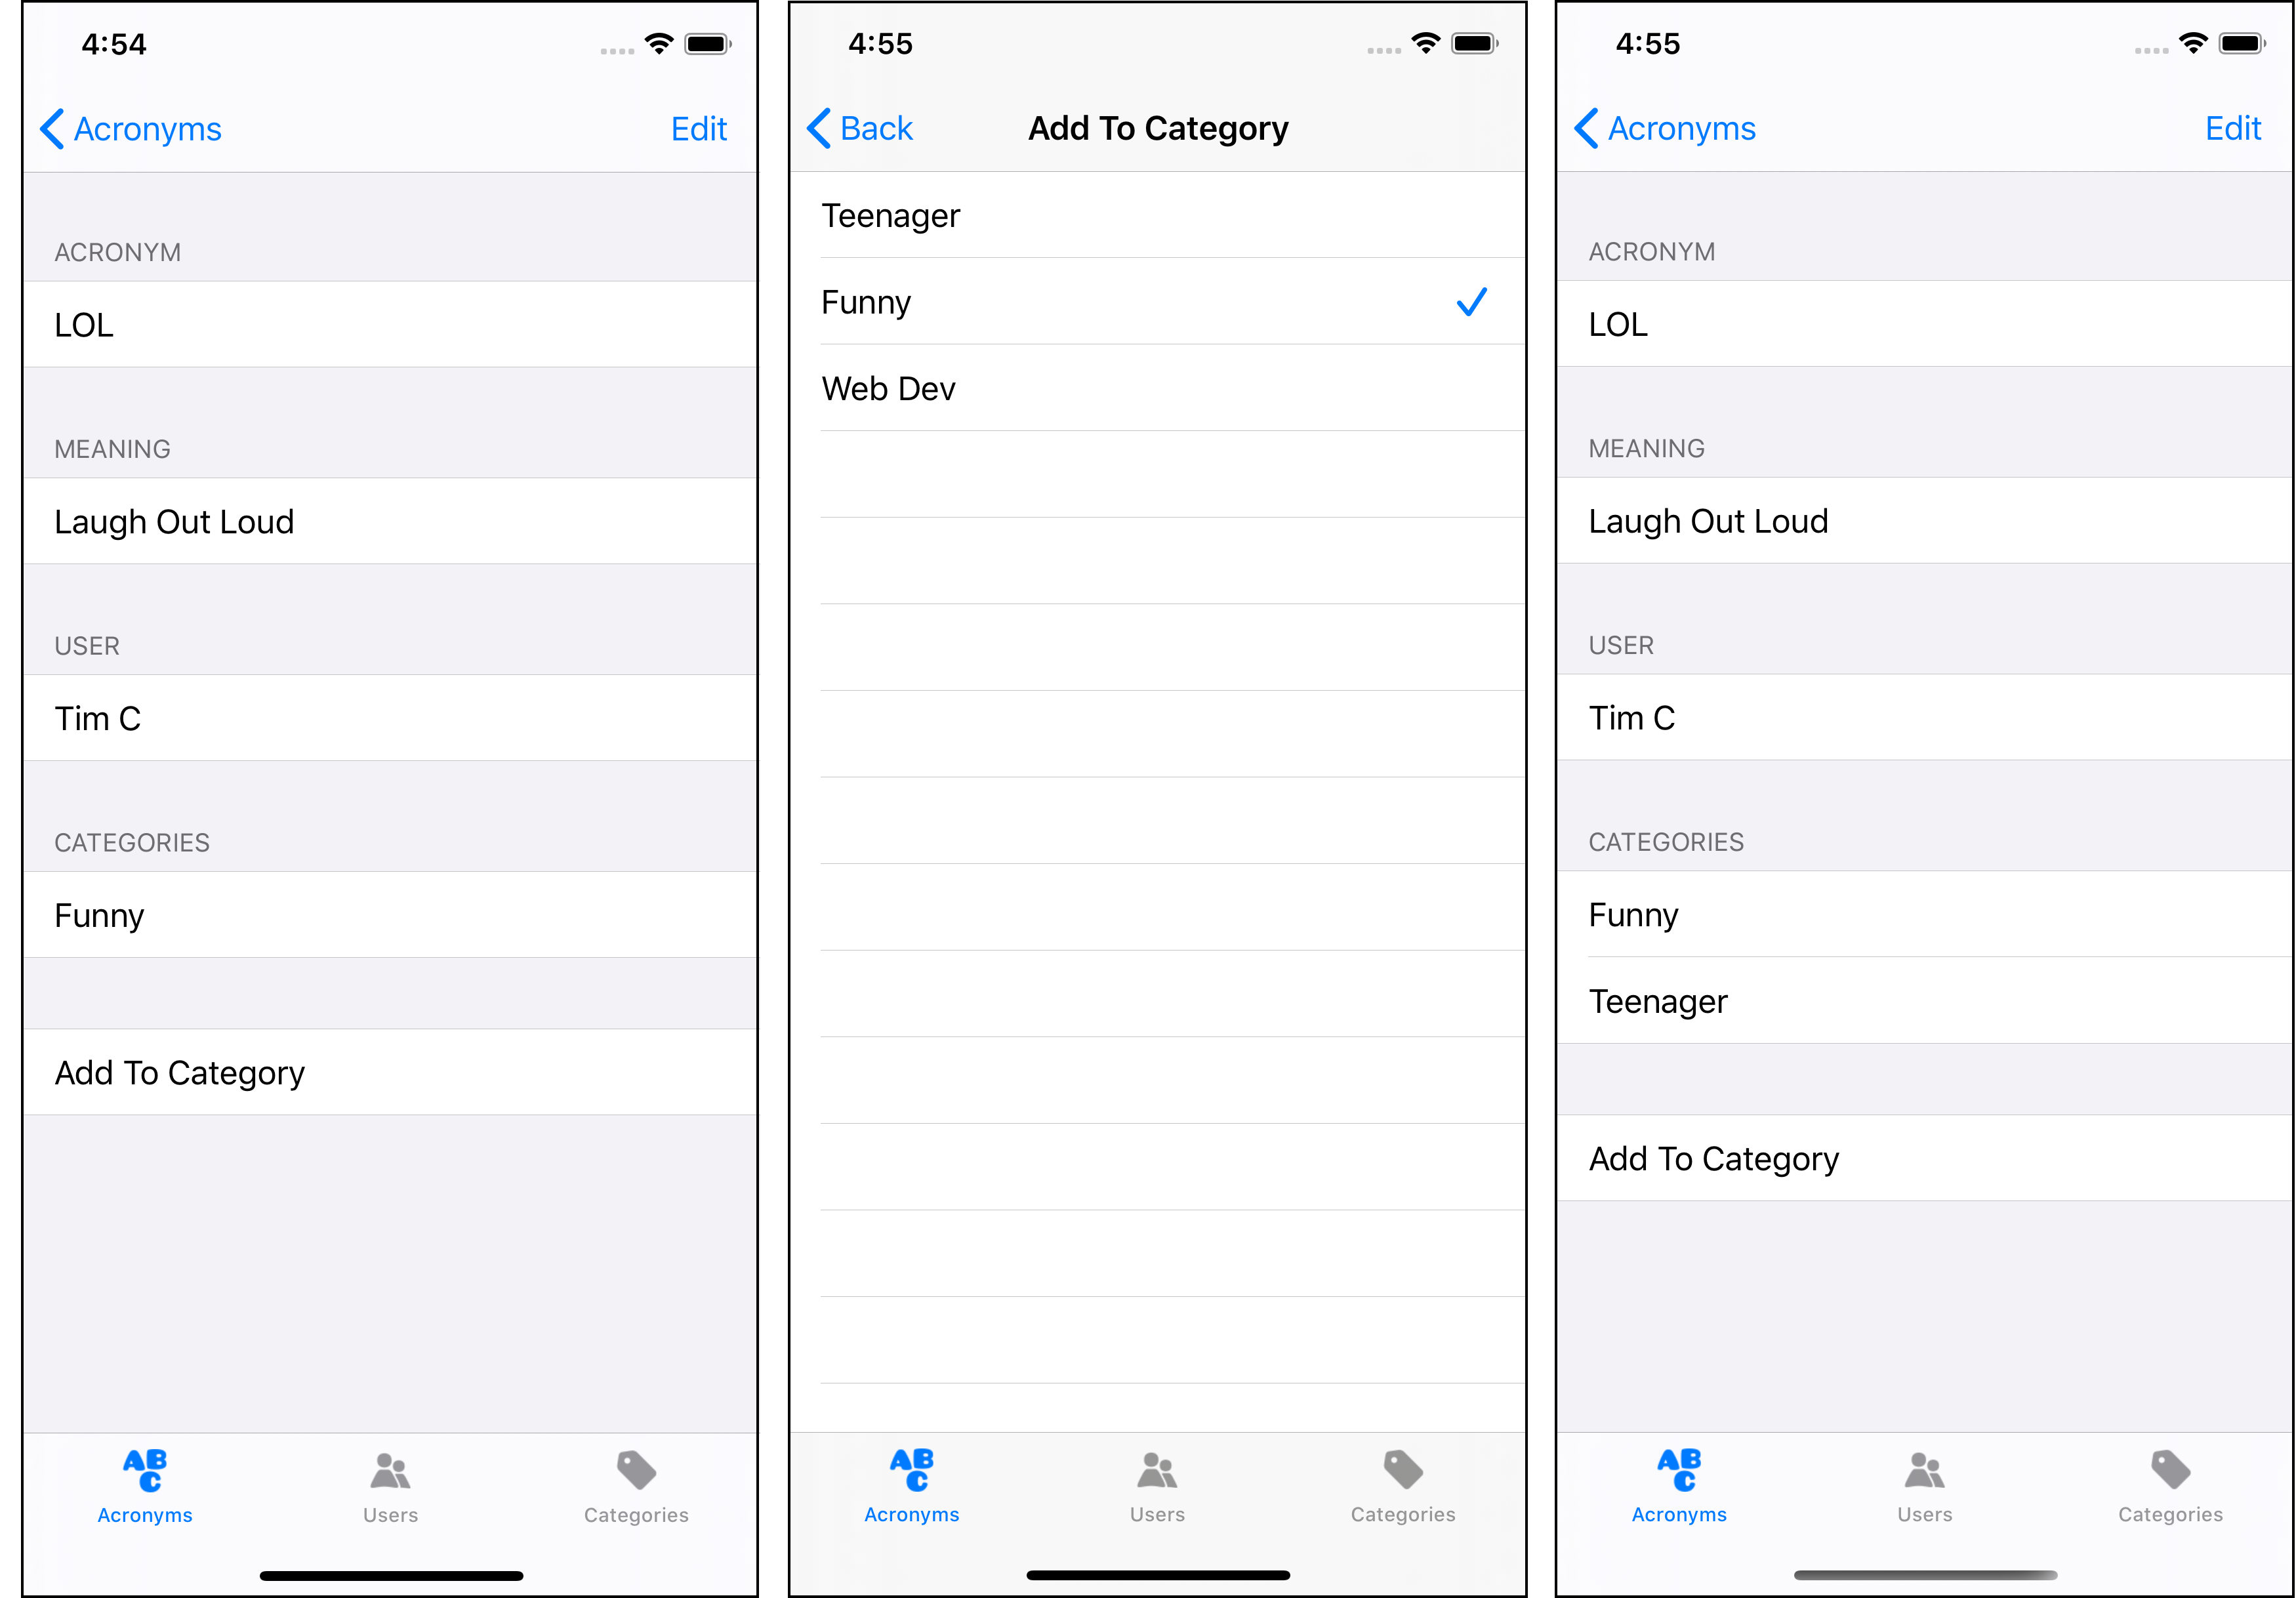 4:54
Acronyms Edit
ACRONYM
LOL
MEANING
Laugh Out Loud
USER
Tim C
CATEGORIES
Funny
Add To Category
ABC
Acronyms Users Categories
4:55
Back Add To Category
Teenager
Funny
Web Dev
ABC
Acronyms Users Categories
4:55
Acronyms Edit
ACRONYM
LOL
MEANING
Laugh Out Loud
USER
Tim C
CATEGORIES
Funny
Teenager
Add To Category
ABC
Acronyms Users Categories